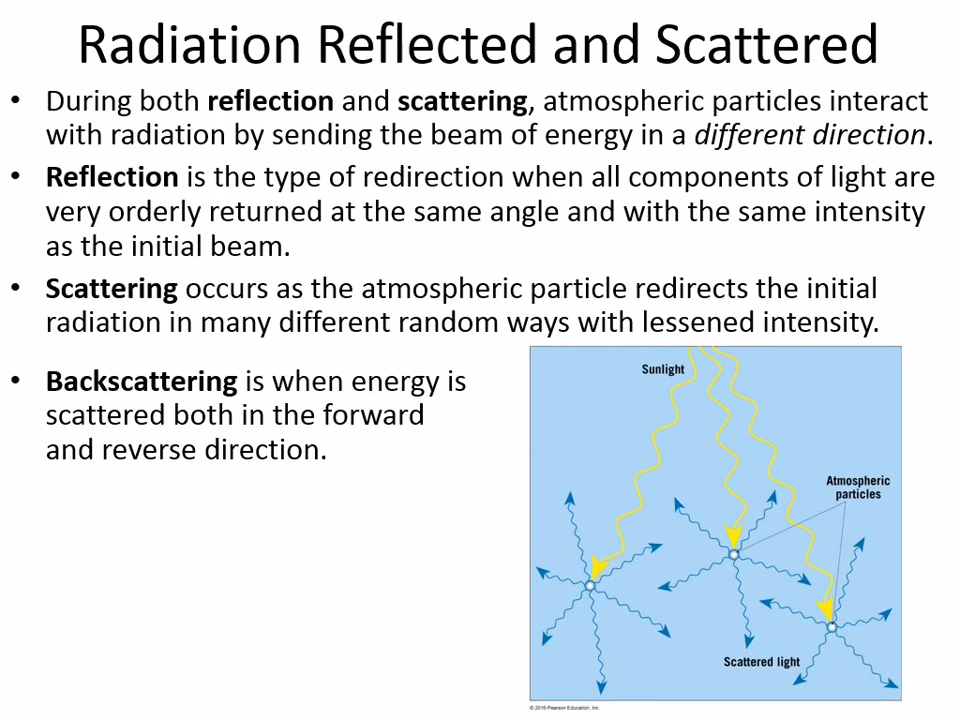 Radiation Reflected and Scattered
• During both reflection and scattering, atmospheric particles interact
with radiation by sending the beam of energy in a different direction.
• Reflection is the type of redirection when all components of light are
very orderly returned at the same angle and with the same intensity
as the initial beam.
• Scattering occurs as the atmospheric particle redirects the initial
radiation in many different random ways with lessened intensity.
• Backscattering is when energy is
scattered both in the forward
and reverse direction.
Sunlight
Atmospheric
particles
Scattered light
© 2016 Pearson Education, Inc.